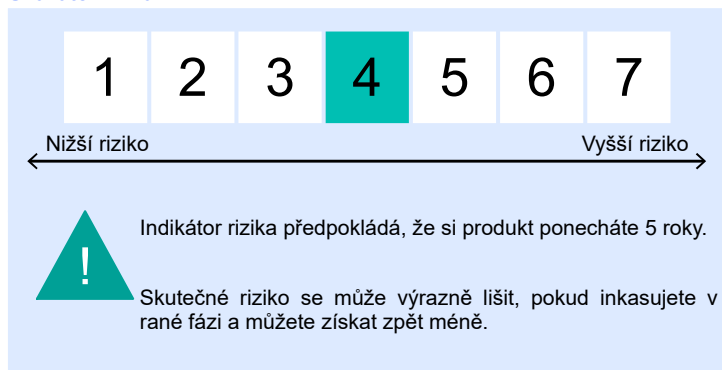 1 2 3 4 5 6 7
Nižší riziko Vyšší riziko
Indikátor rizika předpokládá, že si produkt ponecháte 5 roky.
!
Skutečné riziko se může výrazně lišit, pokud inkasujete v
rané fázi a můžete získat zpět méně.